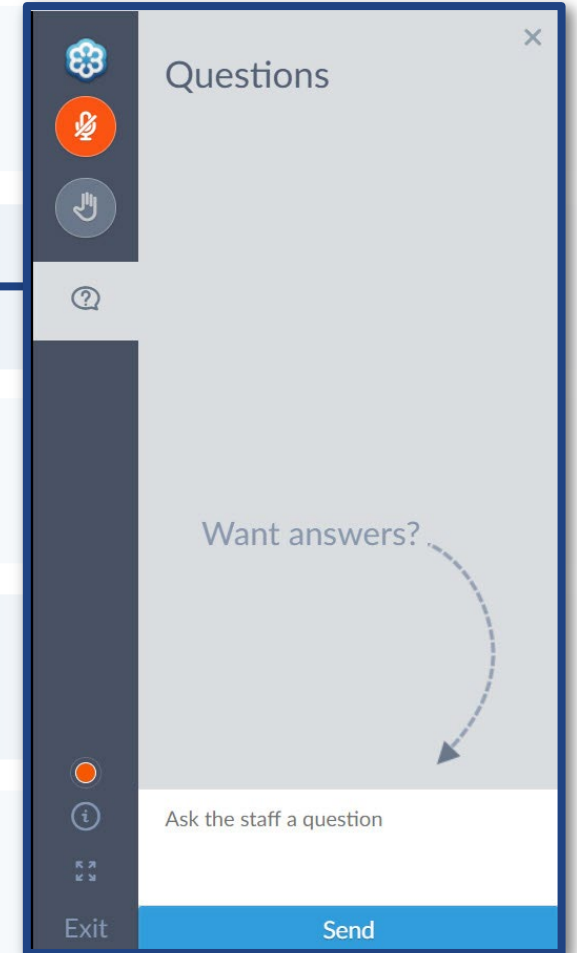 Questions
Want answers?
Ask the staff a question
Exit
Send